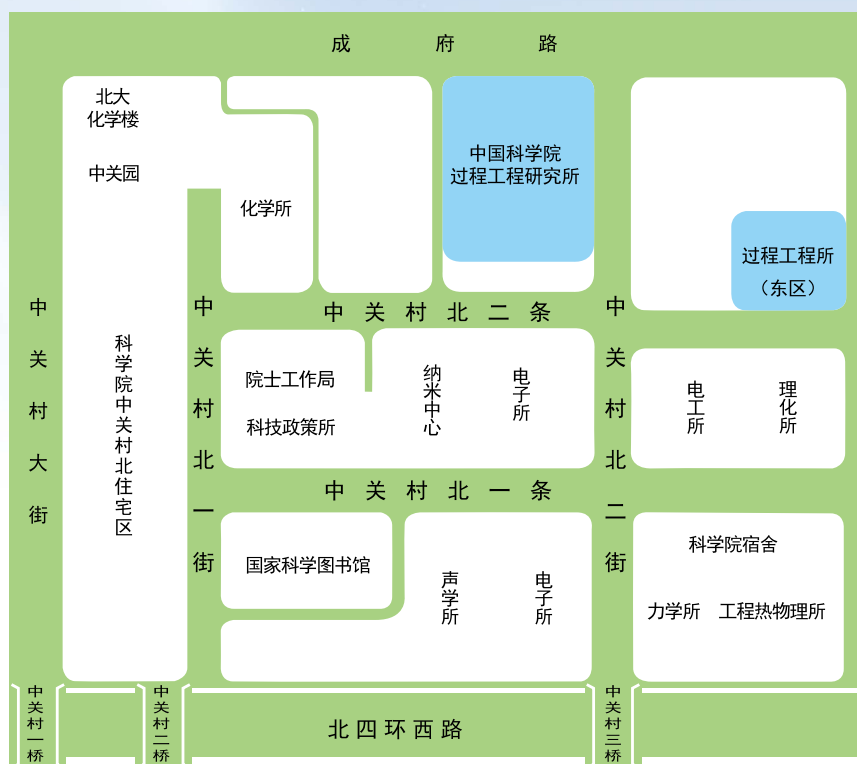 成府路
北大
化学楼
中关园
化学所
中国科学院
过程工程研究所
过程工程所
（东区）
中关村大街
科学院中关村北住宅区
中关村北一街
中关村北二条
中关村北二街
院士工作局
科技政策所
纳米中心
电子所
电工所
理化所
中关村北一条
国家科学图书馆
声学所
电子所
科学院宿舍
力学所
工程热物理所
中关村一桥
中关村二桥
北四环西路
中关村三桥